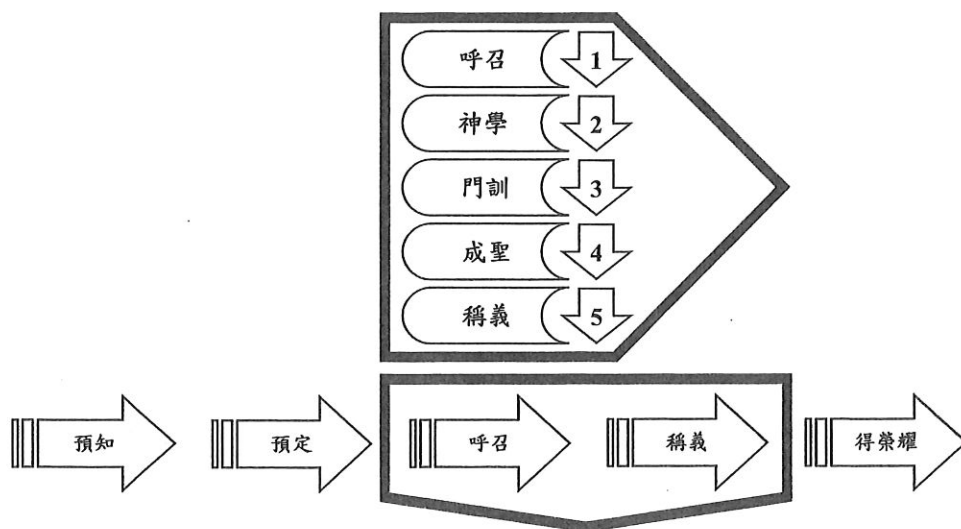 呼召 1
神學 2
門訓 3
成聖 4
稱義 5
預知 預定 呼召 稱義 得榮耀